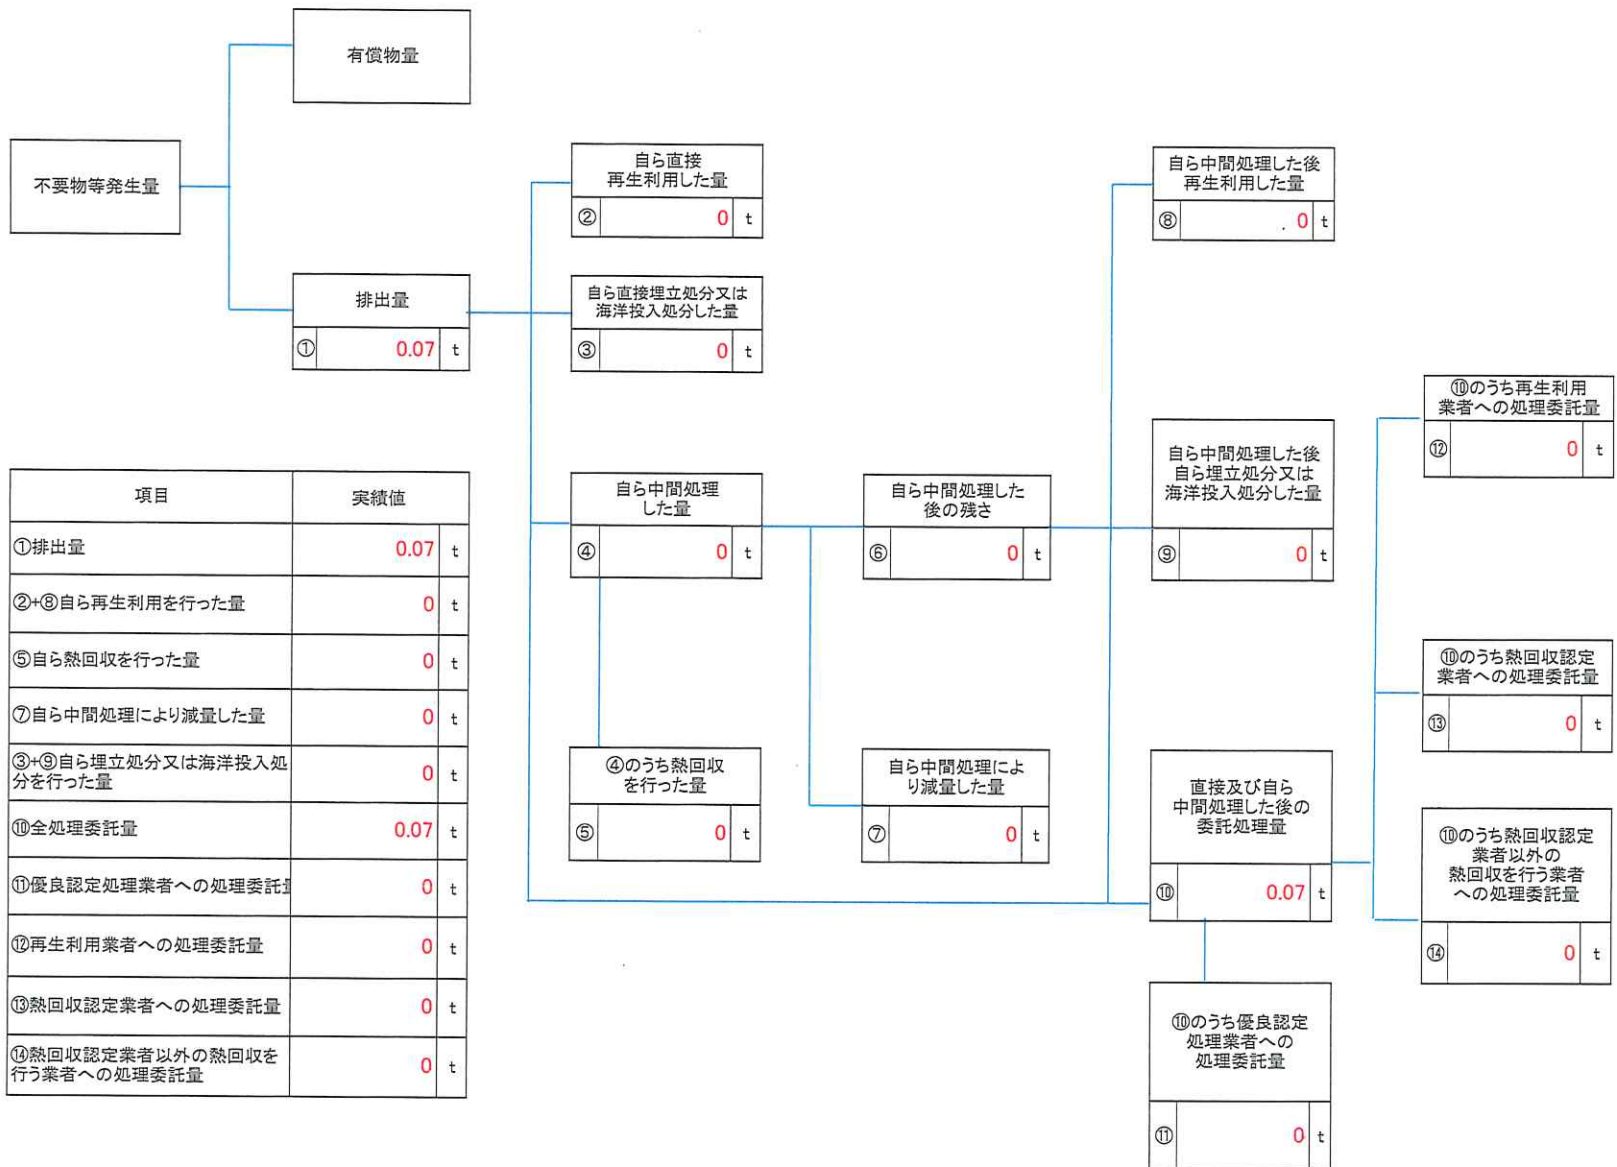 有償物量
不要物等発生量
排出量
① 0.07 t
自ら直接
再生利用した量
② 0 t
自ら直接埋立処分又は
海洋投入処分した量
③ 0 t
自ら中間処理
した量
④ 0 t
④のうち熱回収
を行った量
⑤ 0 t
自ら中間処理した
後の残さ
⑥ 0 t
自ら中間処理によ
り減量した量
⑦ 0 t
自ら中間処理した後
再生利用した量
⑧ 0 t
自ら中間処理した後
自ら埋立処分又は
海洋投入処分した量
⑨ 0 t
直接及び自ら
中間処理した後の
委託処理量
⑩ 0.07 t
⑩のうち優良認定
処理業者への
処理委託量
⑪ 0 t
⑩のうち再生利用
業者への処理委託量
⑫ 0 t
⑩のうち熱回収認定
業者への処理委託量
⑬ 0 t
⑩のうち熱回収認定
業者以外の
熱回収を行う業者
への処理委託量
⑭ 0 t
項目 実績値
①排出量 0.07 t
②+⑧自ら再生利用を行った量 0 t
⑤自ら熱回収を行った量 0 t
⑦自ら中間処理により減量した量 0 t
③+⑨自ら埋立処分又は海洋投入処
分を行った量 0 t
⑩全処理委託量 0.07 t
⑪優良認定処理業者への処理委託 0 t
⑫再生利用業者への処理委託量 0 t
⑬熱回収認定業者への処理委託量 0 t
⑭熱回収認定業者以外の熱回収を
行う業者への処理委託量 0 t